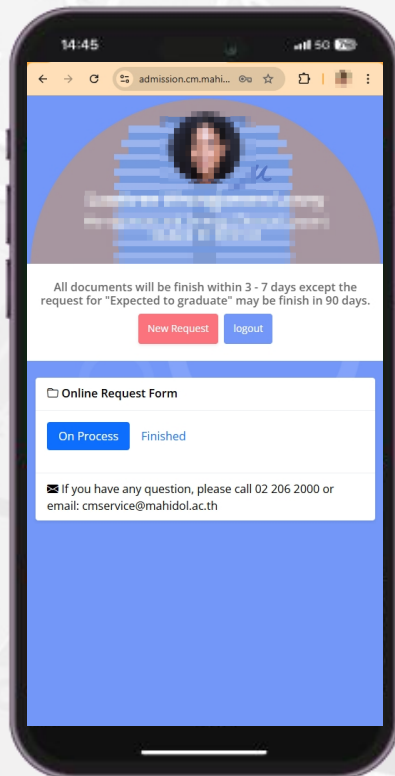 14:45
5G
admission.cm.mahi...
All documents will be finish within 3 - 7 days except the
request for "Expected to graduate" may be finish in 90 days.
New Request
logout
Online Request Form
On Process
Finished
If you have any question, please call 02 206 2000 or
email: cmservice@mahidol.ac.th